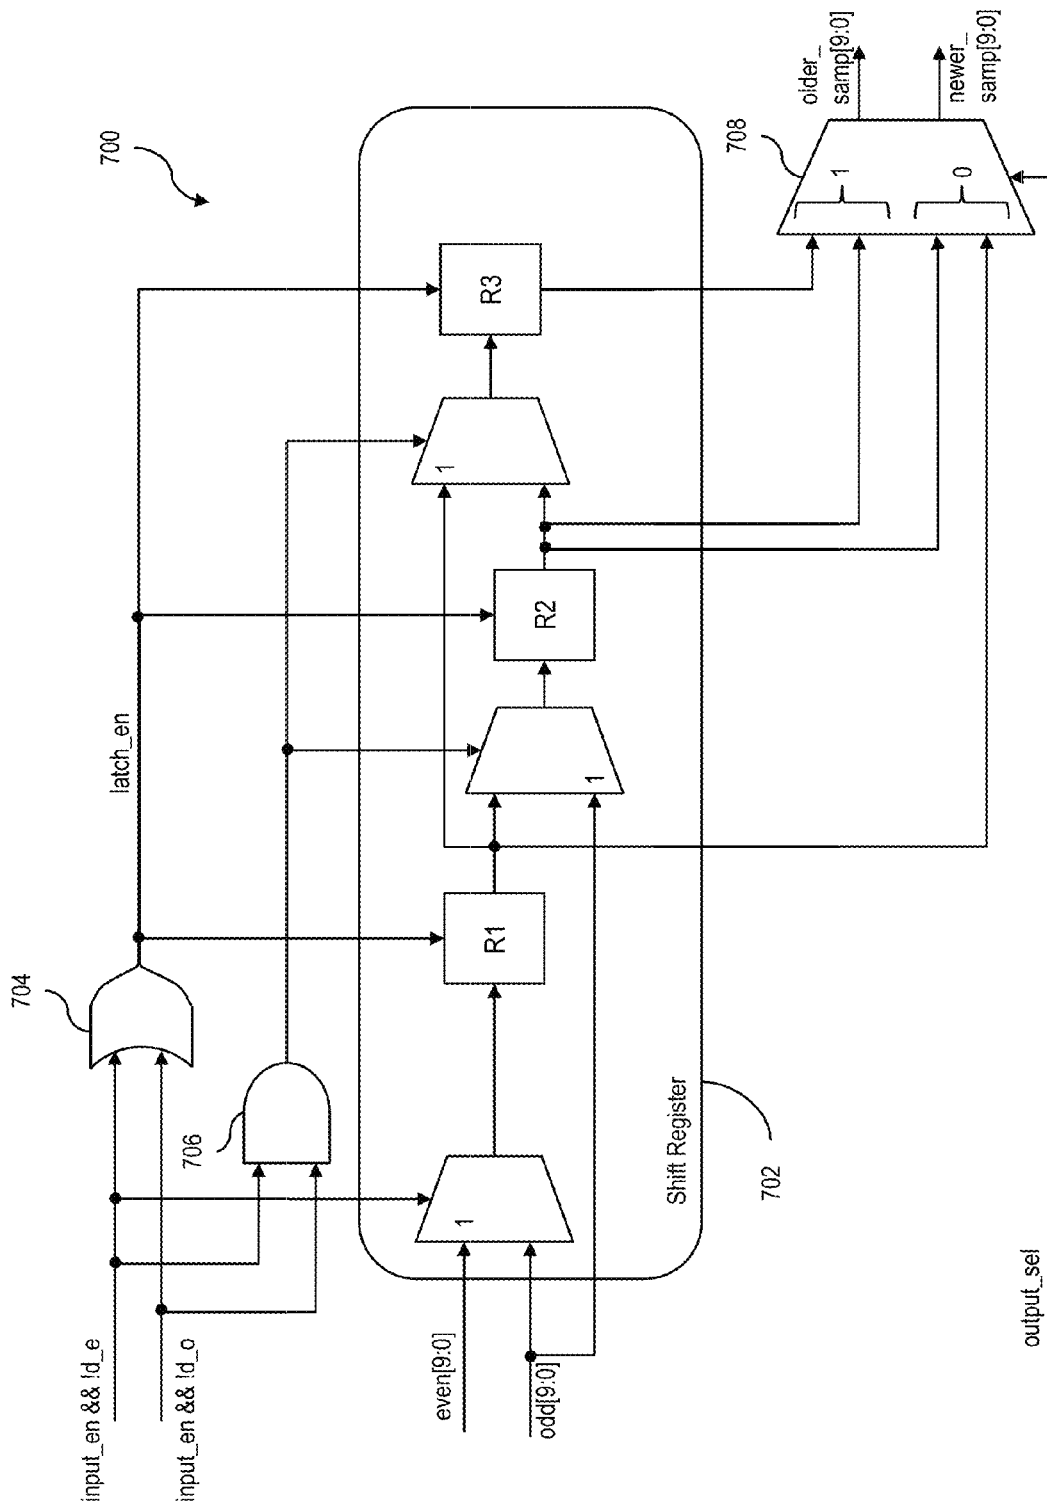 700
older_
samp[9:0]
newer_
samp[9:0]
708
1
0
R3
1
latch_en
R2
1
704
R1
706
Shift Register
702
1
input_en && !d_e
input_en && !d_o
even[9:0]
odd[9:0]
output_sel